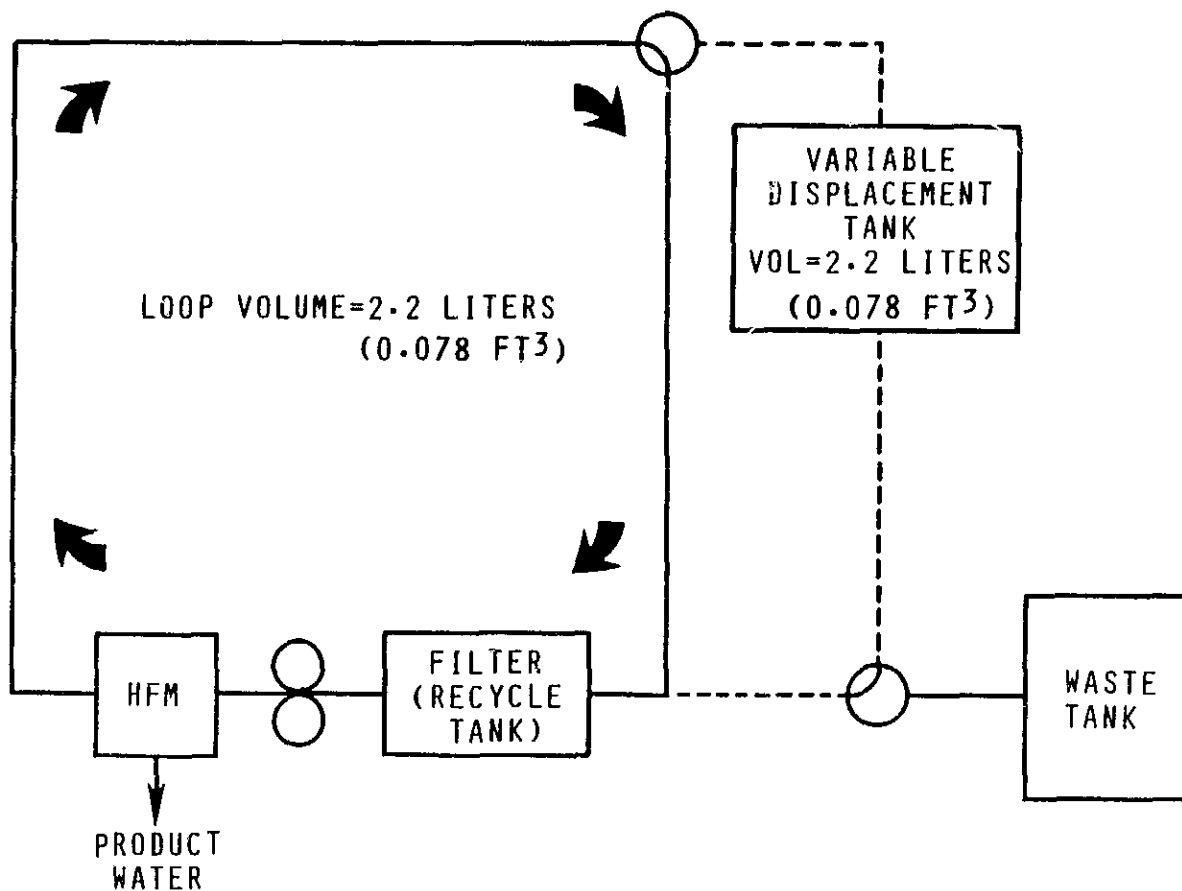 VARIABLE
DISPLACEMENT
TANK
VOL=2.2 LITERS
(0.078 FT3)
LOOP VOLUME=2.2 LITERS
(0.078 FT3)
HFM
FILTER
(RECYCLE
TANK)
WASTE
TANK
PRODUCT
WATER